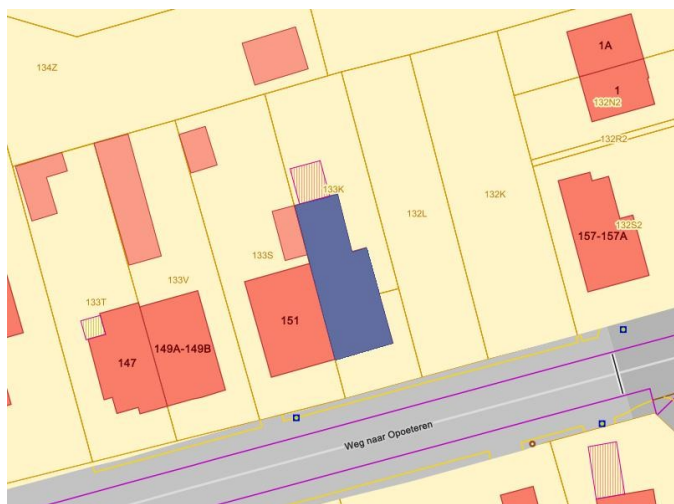 1A
134Z
1
132N2
132R2
133K
132K
132L
132S2
157-157A
133S
133V
133T
151
149A-149B
147
Weg naar Opoeteren